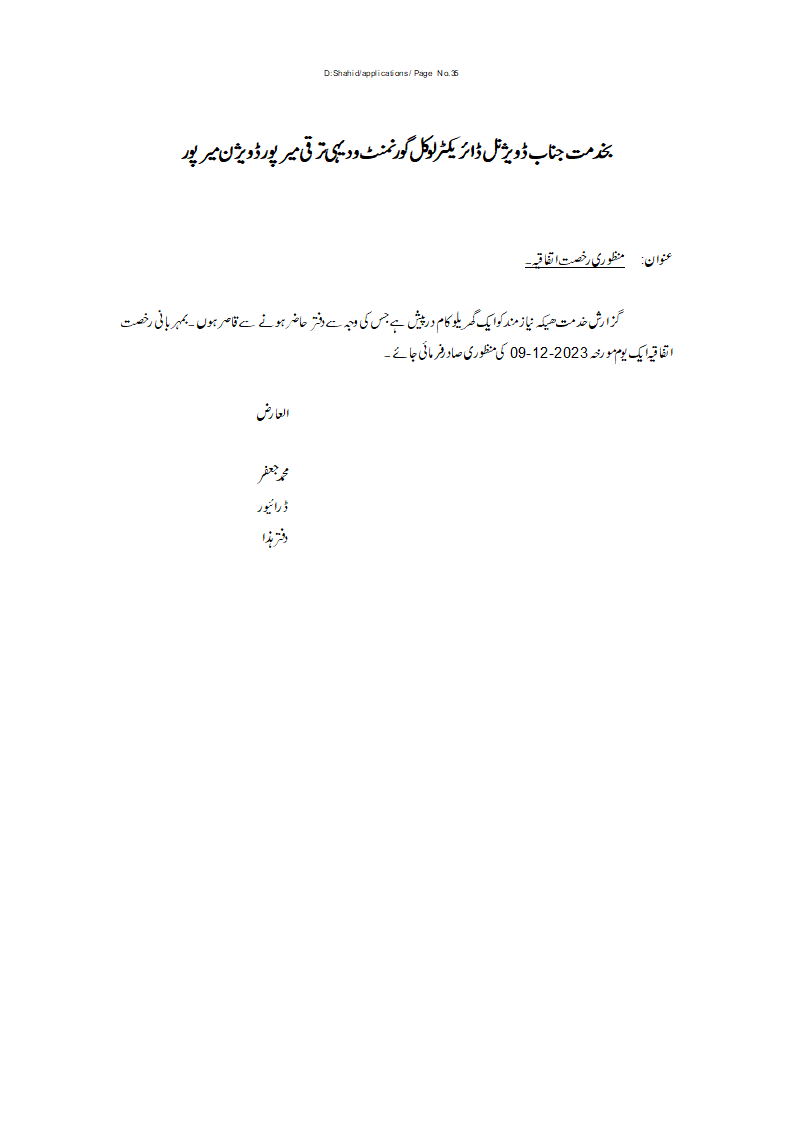 D:Shahid/applications/ Page No.35
بخدمت جناب ڈویژنل ڈائریکٹر لوکل گورنمنٹ و دیہی ترقی میرپور ڈویژن میرپور
عنوان: منظوری رخصت اتفاقیہ۔
گزارش خدمت ھیکہ نیاز مند کو ایک گھریلو کام درپیش ہے جس کی وجہ سے دفتر حاضر ہونے سے قاصر ہوں ۔ بمہربانی رخصت
اتفاقیہ ایک یوم مورخہ 09-12-2023 کی منظوری صادر فرمائی جائے ۔
العارض
محمد جعفر
ڈرائیور
دفتر ہذا